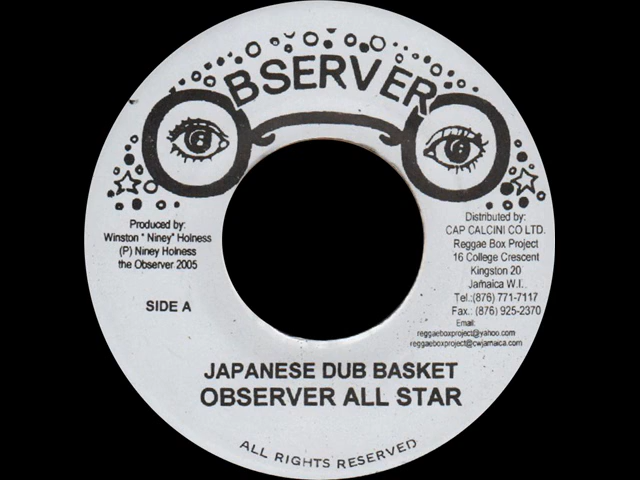 OBSERVER
Produced by:
Winston " Niney" Holness
(P) Niney Holness
the Observer 2005
SIDE A
Distributed by:
CAP CALCINI CO LTD.
Reggae Box Project
16 College Crescent
Kingston 20
Jamaica W.I.
Tel.:(876) 771-7117
Fax.: (876) 925-2370
Email:
reggaeboxproject@yahoo.com
reggaeboxproject@cwjamaica.com
JAPANESE DUB BASKET
OBSERVER ALL STAR
ALL RIGHTS RESERVED